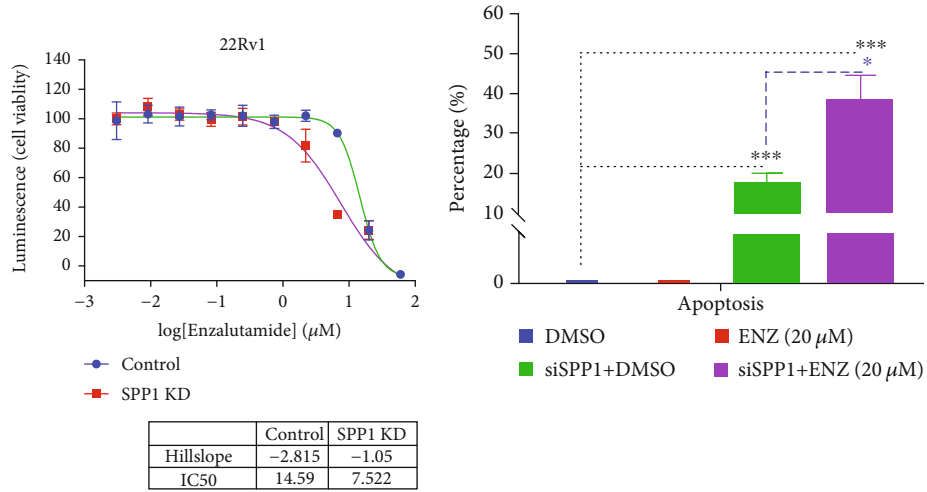 22Rv1
Luminescence (cell viablity)
140
120
100
80
60
40
20
0
−3 −2 −1 0 1 2
log[Enzalutamide] (μM)
Control
SPP1 KD
Control SPP1 KD
Hillslope −2.815 −1.05
IC50 14.59 7.522
Percentage (%)
60
50
40
30
20
10
0
***
*
***
Apoptosis
DMSO ENZ (20 μM)
siSPP1+DMSO siSPP1+ENZ (20 μM)